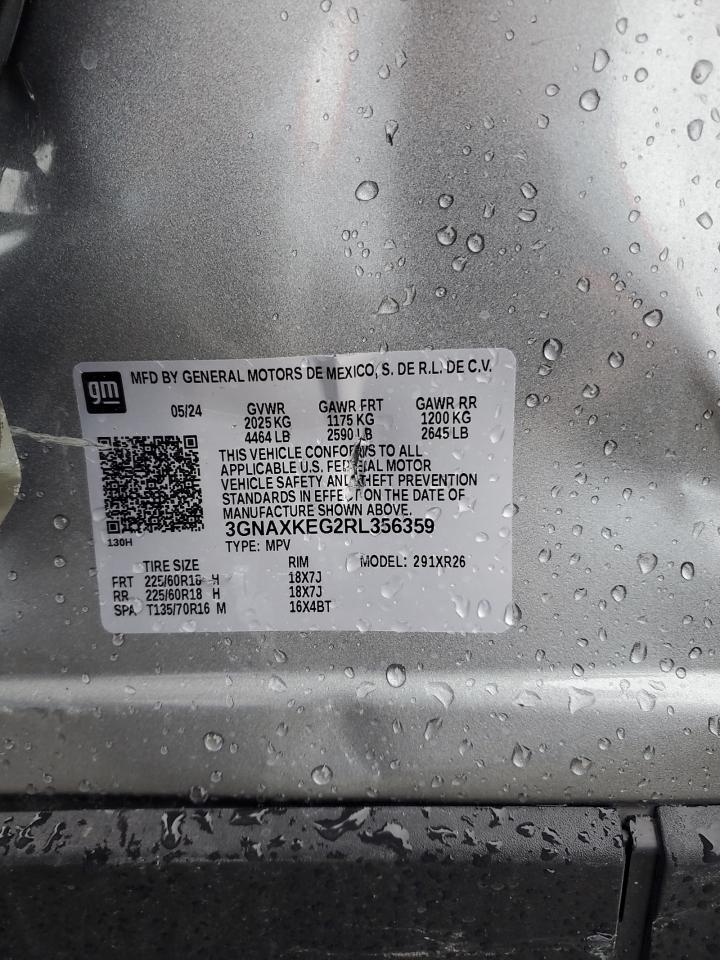 gm MFD BY GENERAL MOTORS DE MEXICO, S. DE R.L. DE C.V.
05/24 GVWR GAWR FRT GAWR RR
2025 KG 1175 KG 1200 KG
4464 LB 2590 LB 2645 LB
THIS VEHICLE CONFORMS TO ALL
APPLICABLE U.S. FEDERAL MOTOR
VEHICLE SAFETY AND THEFT PREVENTION
STANDARDS IN EFFECT ON THE DATE OF
MANUFACTURE SHOWN ABOVE.
3GNAXKEG2RL356359
130H TYPE: MPV
TIRE SIZE RIM MODEL: 291XR26
FRT 225/60R18 H 18X7J
RR 225/60R18 H 18X7J
SPA T135/70R16 M 16X4BT